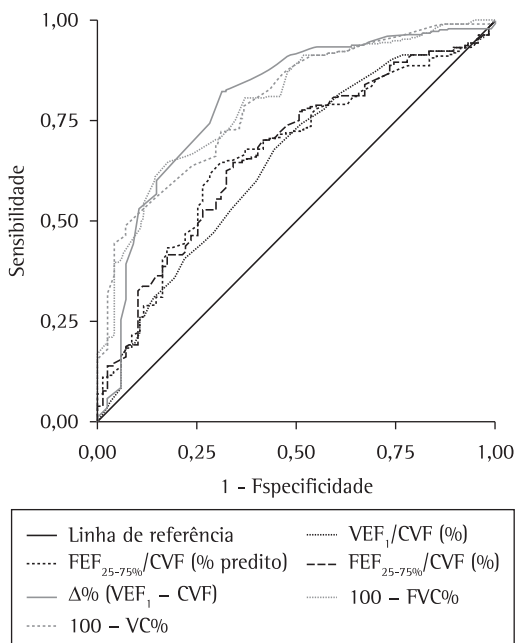 1,00
0,75
0,50
0,25
0,00
Sensibilidade
0,00 0,25 0,50 0,75 1,00
1 - Fspecificidade
Linha de referência
VEF1/CVF (%)
FEF25-75%/CVF (% predito)
FEF25-75%/CVF (%)
Δ% (VEF1 – CVF)
100 – FVC%
100 – VC%